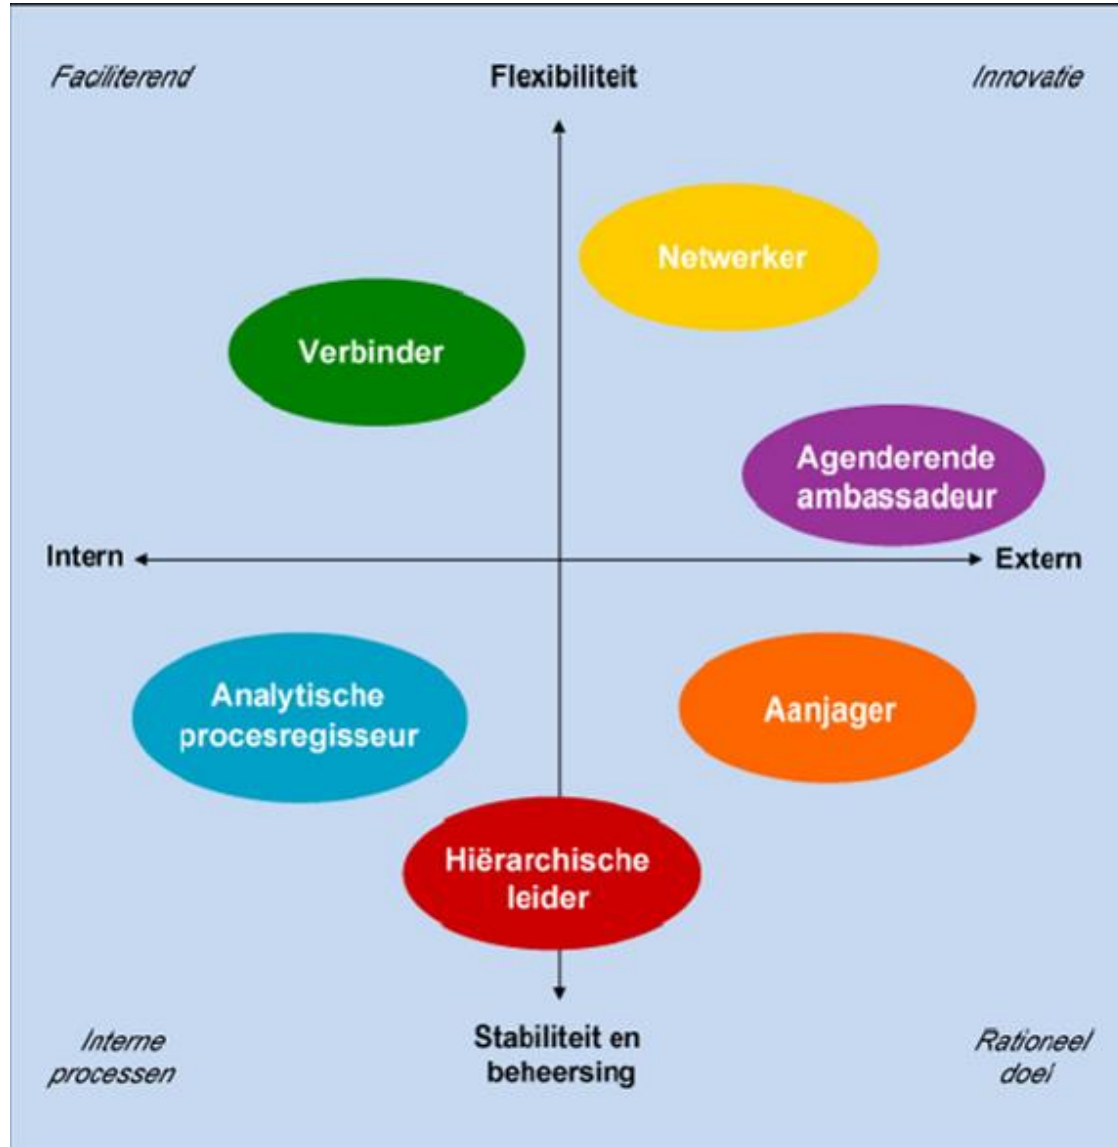 Faciliterend
Flexibiliteit
Innovatie
Netwerker
Verbinder
Agenderende
ambassadeur
Intern
Extern
Analytische
procesregisseur
Aanjager
Hiërarchische
leider
Interne
processen
Stabiliteit en
beheersing
Rationeel
doel